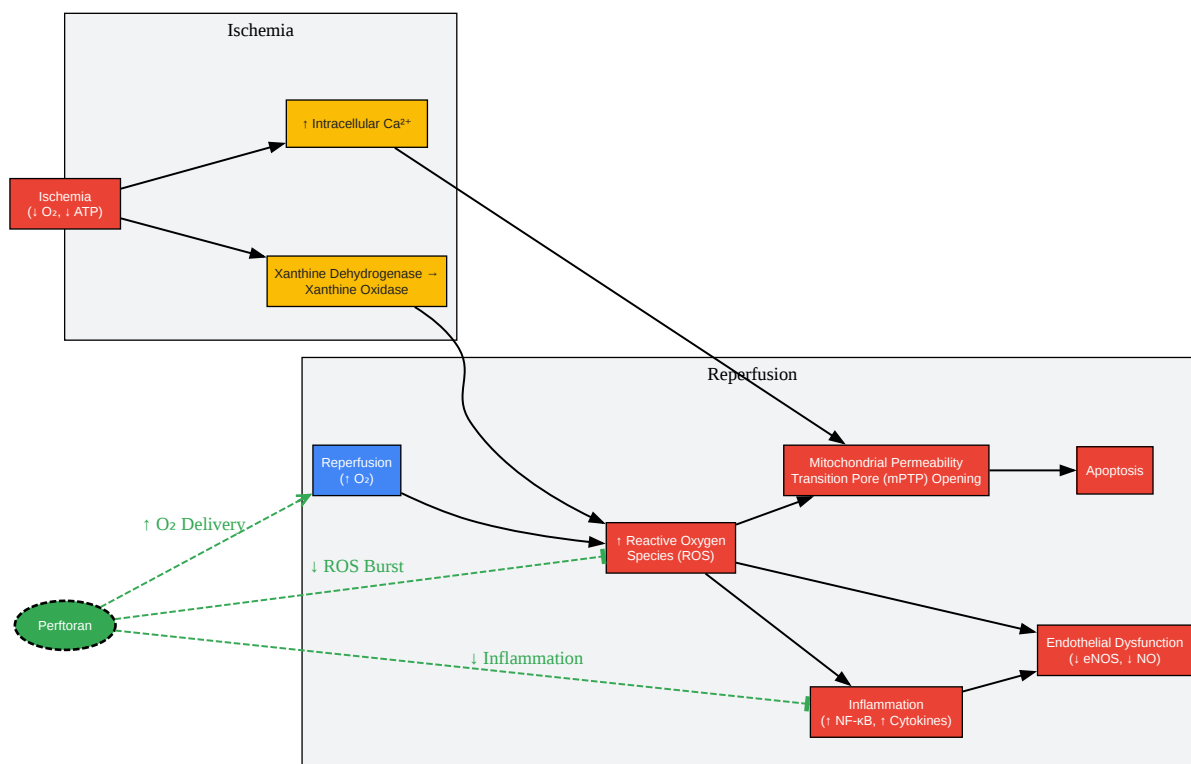 Ischemia
↑ Intracellular Ca²⁺
Ischemia
(↓ O₂, ↓ ATP)
Xanthine Dehydrogenase →
Xanthine Oxidase
Reperfusion
Reperfusion
(↑ O₂)
Mitochondrial Permeability
Transition Pore (mPTP) Opening
Apoptosis
↑ O₂ Delivery
↑ Reactive Oxygen
Species (ROS)
↓ ROS Burst
Perftoran
↓ Inflammation
Endothelial Dysfunction
(↓ eNOS, ↓ NO)
Inflammation
(↑ NF-κB, ↑ Cytokines)